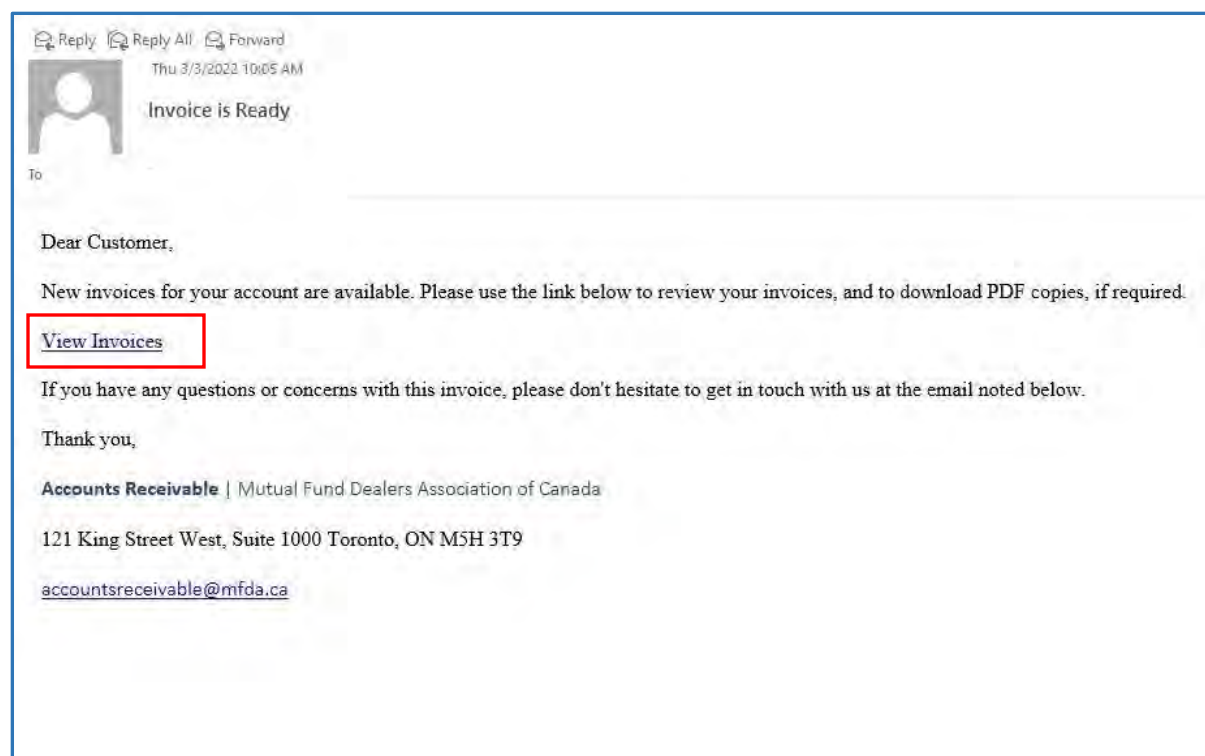 Reply Reply All Forward
Thu 3/3/2022 10:05 AM
Invoice is Ready
To
Dear Customer,
New invoices for your account are available. Please use the link below to review your invoices, and to download PDF copies, if required.
View Invoices
If you have any questions or concerns with this invoice, please don't hesitate to get in touch with us at the email noted below.
Thank you,
Accounts Receivable | Mutual Fund Dealers Association of Canada
121 King Street West, Suite 1000 Toronto, ON M5H 3T9
accountsreceivable@mfda.ca